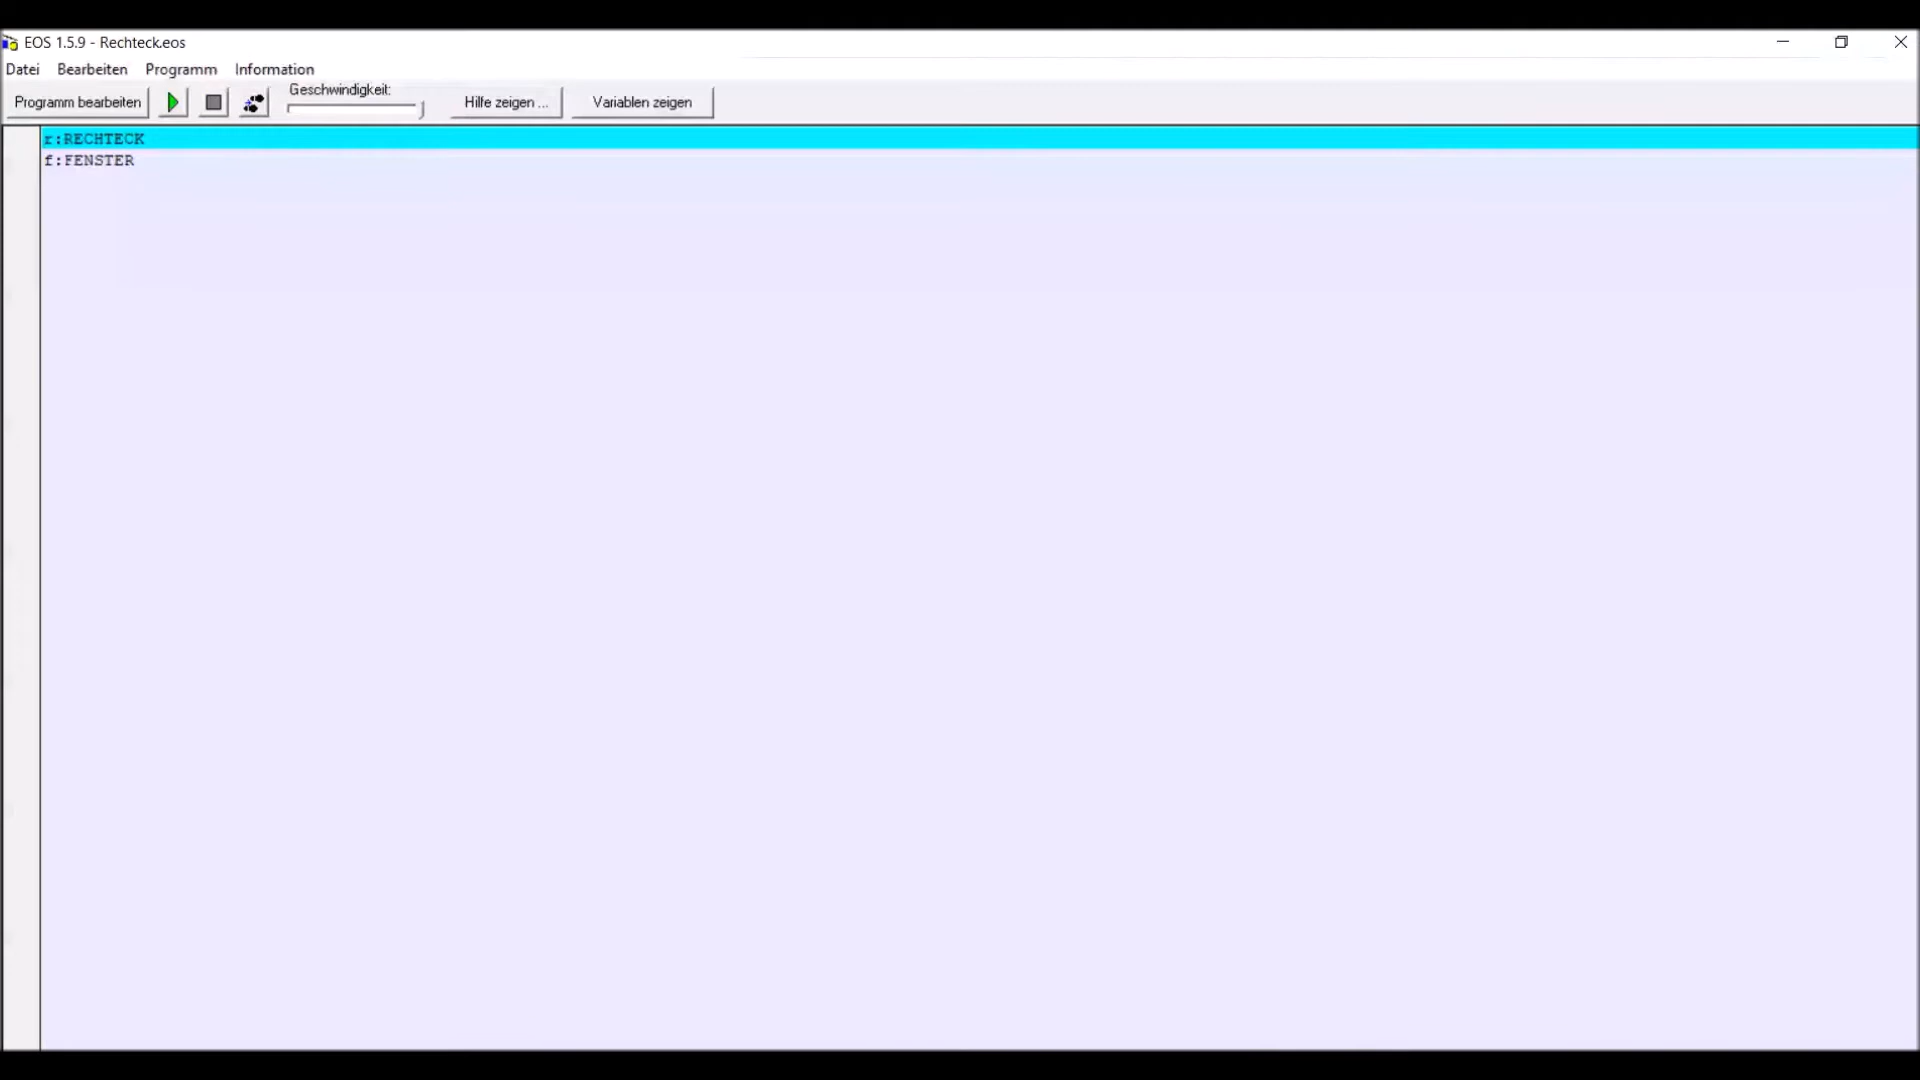 EOS 1.5.9 - Rechteck.eos
Datei Bearbeiten Programm Information
Programm bearbeiten Geschwindigkeit: Hilfe zeigen ... Variablen zeigen
r:RECHTECK
f:FENSTER